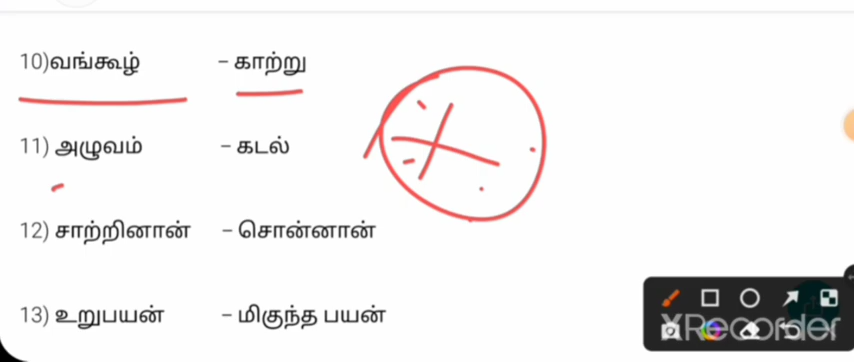 10)வங்கூழ் - காற்று
11) அழுவம் - கடல்
12) சாற்றினான் - சொன்னான்
13) உறுபயன் - மிகுந்த பயன்
XRecorder